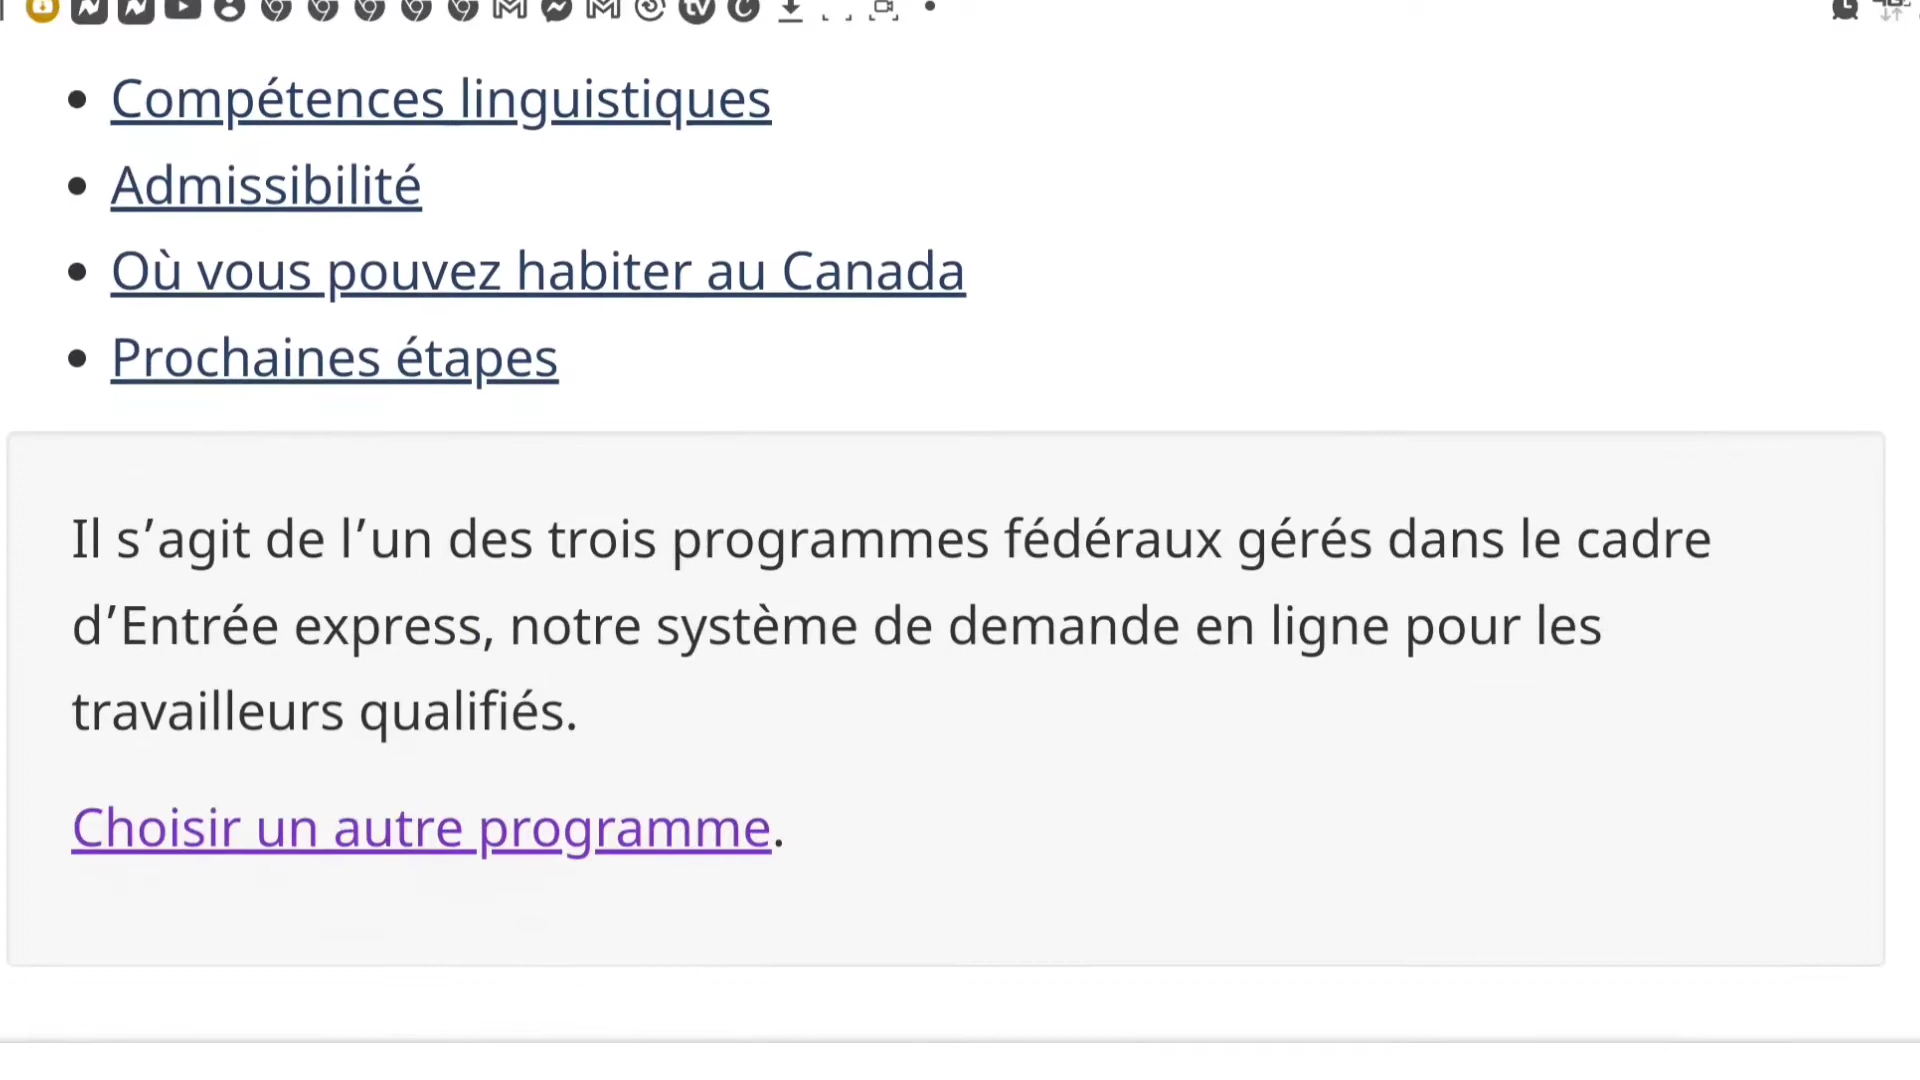 Compétences linguistiques
Admissibilité
Où vous pouvez habiter au Canada
Prochaines étapes
Il s’agit de l’un des trois programmes fédéraux gérés dans le cadre
d’Entrée express, notre système de demande en ligne pour les
travailleurs qualifiés.
Choisir un autre programme.